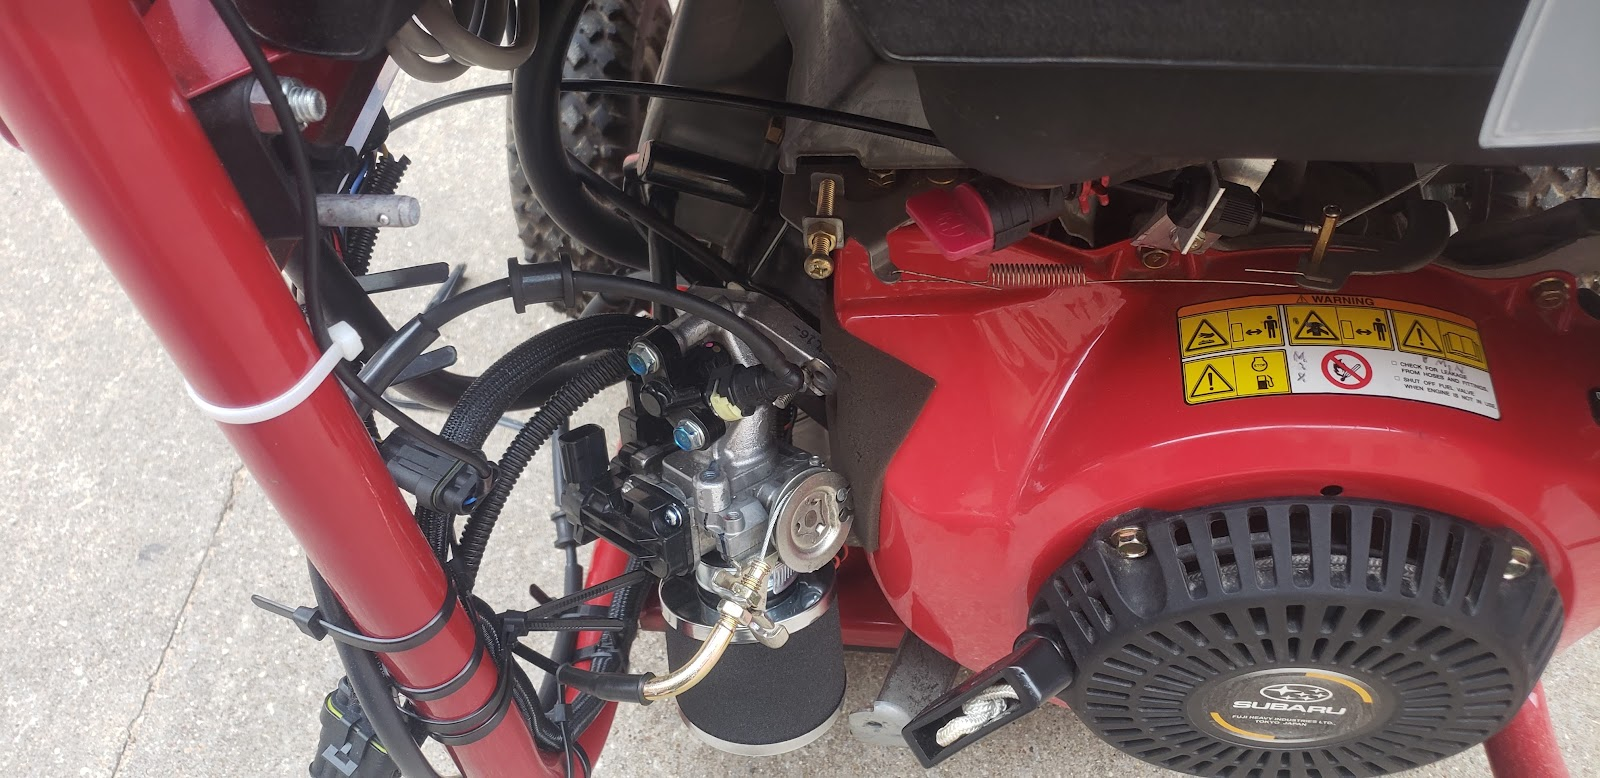 WARNING
STOP
CHECK FOR LEAKAGE
FROM HOSES AND FITTINGS.
SHUT OFF FUEL VALVE
WHEN ENGINE IS NOT IN USE
SUBARU
FUJI HEAVY INDUSTRIES LTD.
TOKYO, JAPAN